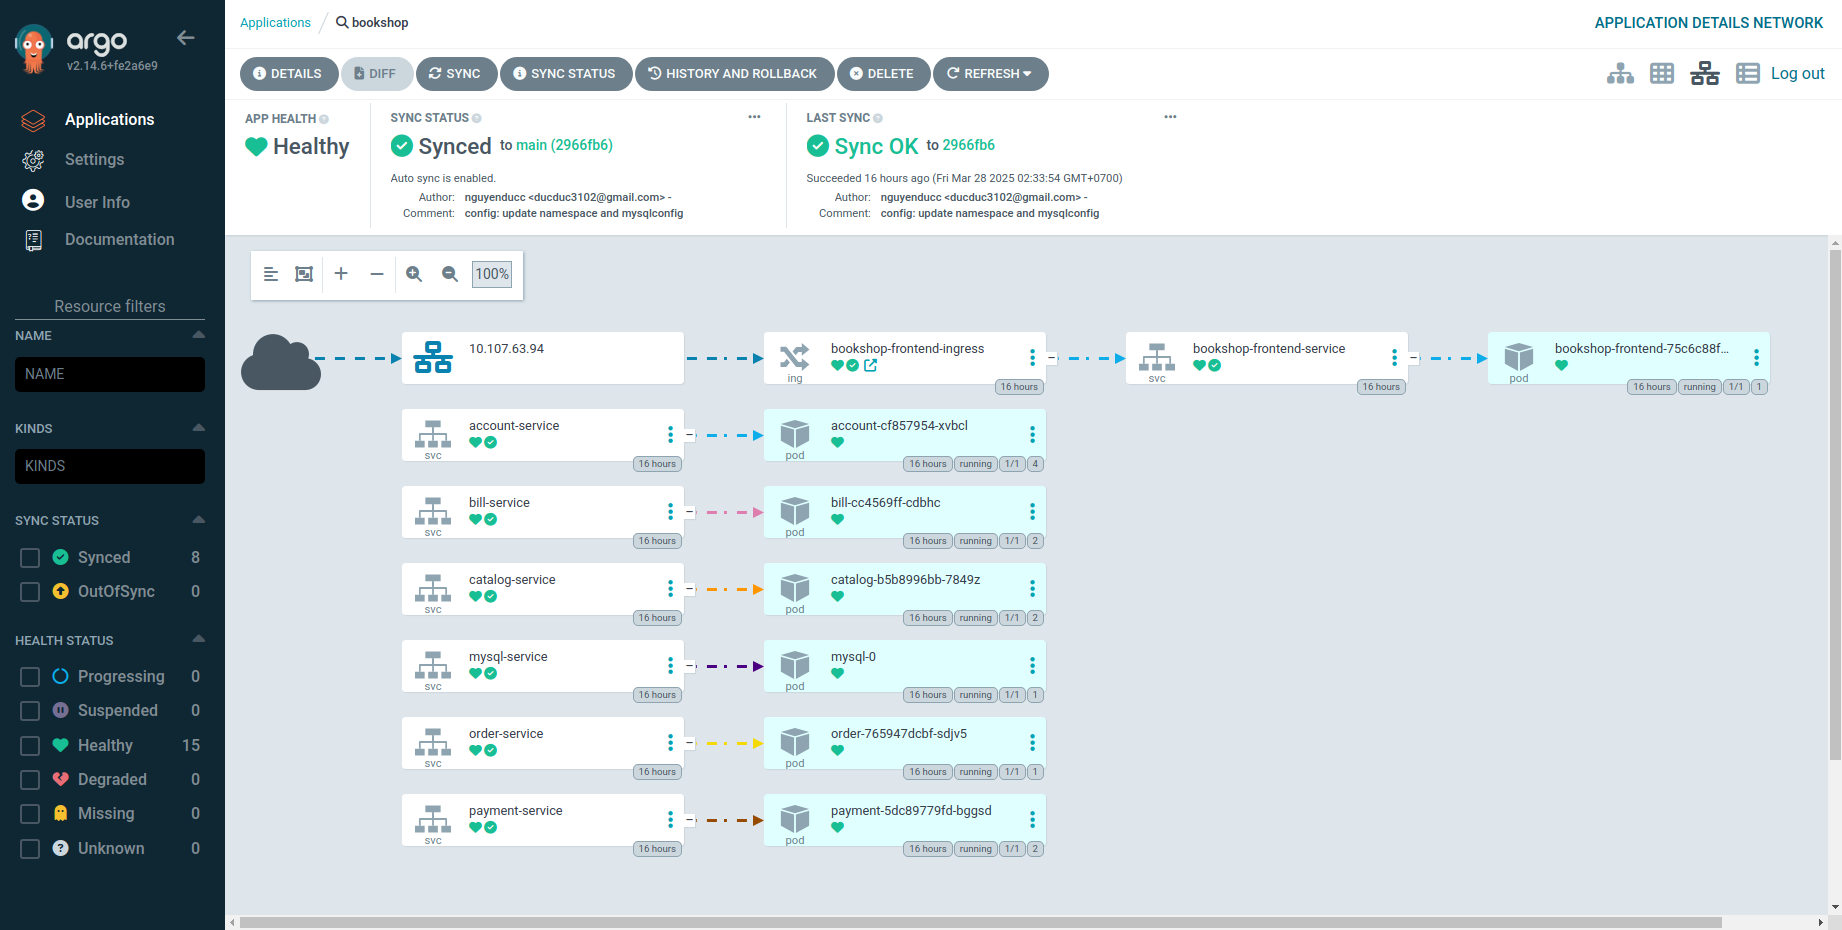 argo
v2.14.6+fe2a6e9
Applications
Settings
User Info
Documentation
Resource filters
NAME
NAME
KINDS
KINDS
SYNC STATUS
Synced 8
OutOfSync 0
HEALTH STATUS
Progressing 0
Suspended 0
Healthy 15
Degraded 0
Missing 0
Unknown 0
Applications / bookshop
APPLICATION DETAILS NETWORK
DETAILS DIFF SYNC SYNC STATUS HISTORY AND ROLLBACK DELETE REFRESH
Log out
APP HEALTH
Healthy
SYNC STATUS
Synced to main (2966fb6)
Auto sync is enabled.
Author: nguyenducc <ducduc3102@gmail.com> -
Comment: config: update namespace and mysqlconfig
LAST SYNC
Sync OK to 2966fb6
Succeeded 16 hours ago (Fri Mar 28 2025 02:33:54 GMT+0700)
Author: nguyenducc <ducduc3102@gmail.com> -
Comment: config: update namespace and mysqlconfig
100%
10.107.63.94
bookshop-frontend-ingress
ing
16 hours
bookshop-frontend-service
svc
16 hours
bookshop-frontend-75c6c88f...
pod
16 hours running 1/1 1
account-service
svc
16 hours
account-cf857954-xvbcl
pod
16 hours running 1/1 4
bill-service
svc
16 hours
bill-cc4569ff-cdbhc
pod
16 hours running 1/1 2
catalog-service
svc
16 hours
catalog-b5b8996bb-7849z
pod
16 hours running 1/1 2
mysql-service
svc
16 hours
mysql-0
pod
16 hours running 1/1 1
order-service
svc
16 hours
order-765947dcbf-sdjv5
pod
16 hours running 1/1 1
payment-service
svc
16 hours
payment-5dc89779fd-bggsd
pod
16 hours running 1/1 2